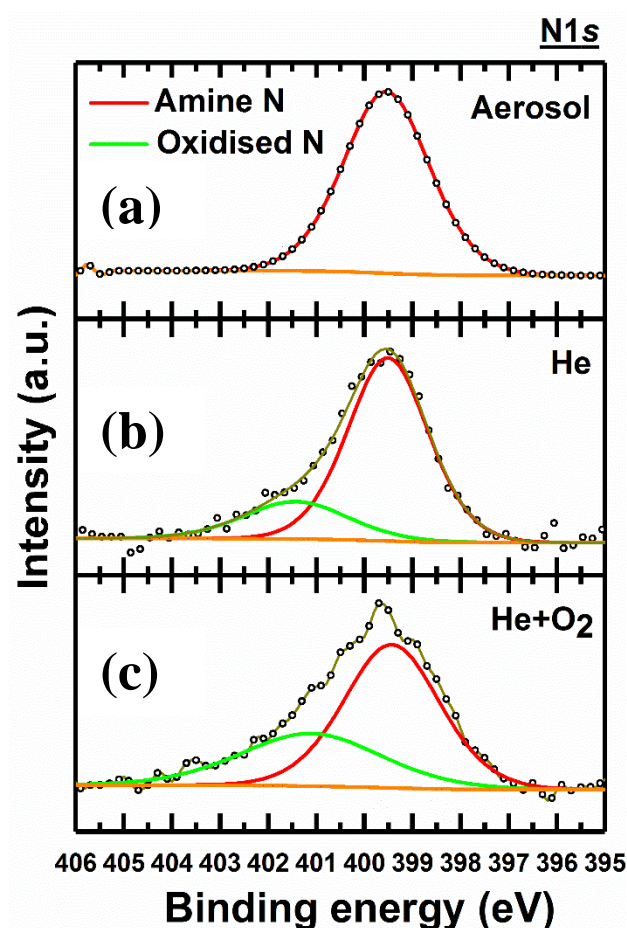 N1s
Amine N
Oxidised N
Aerosol
(a)
He
(b)
He+O2
(c)
Intensity (a.u.)
406 405 404 403 402 401 400 399 398 397 396 395
Binding energy (eV)